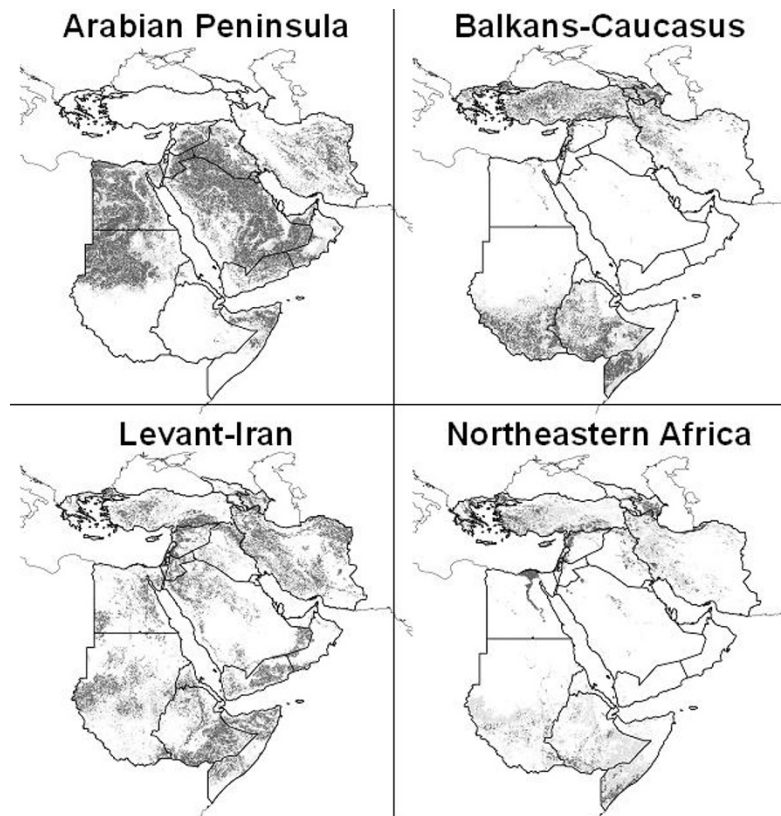 Arabian Peninsula
Balkans-Caucasus
Levant-Iran
Northeastern Africa